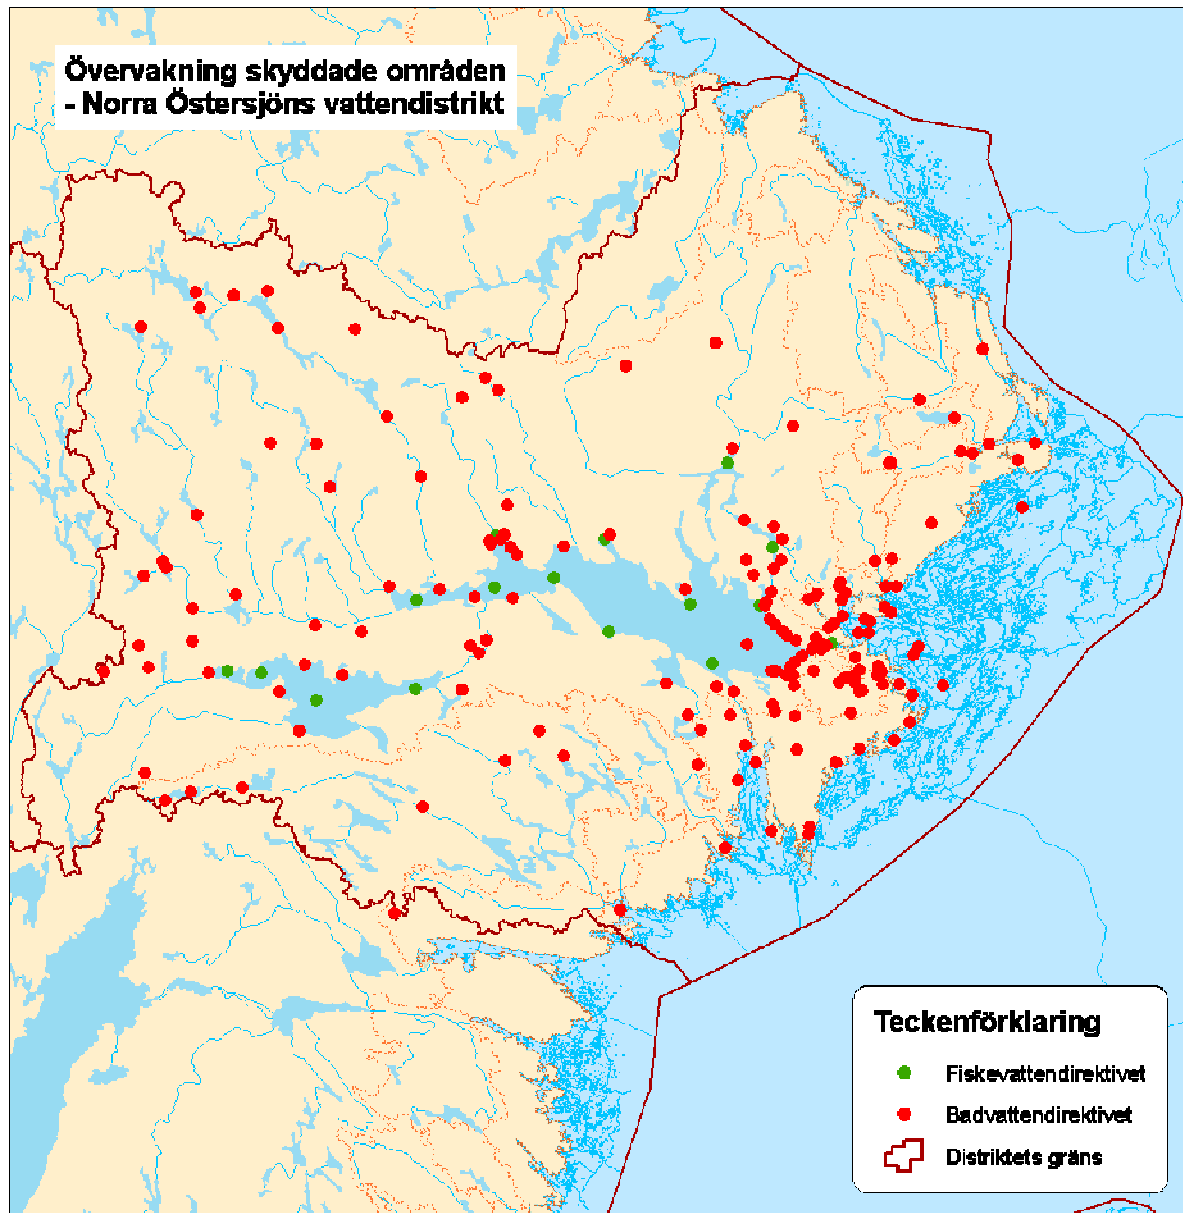 Övervakning skyddade områden
- Norra Östersjöns vattendistrikt
Teckenförklaring
Fiskevattendirektivet
Badvattendirektivet
Distriktets gräns